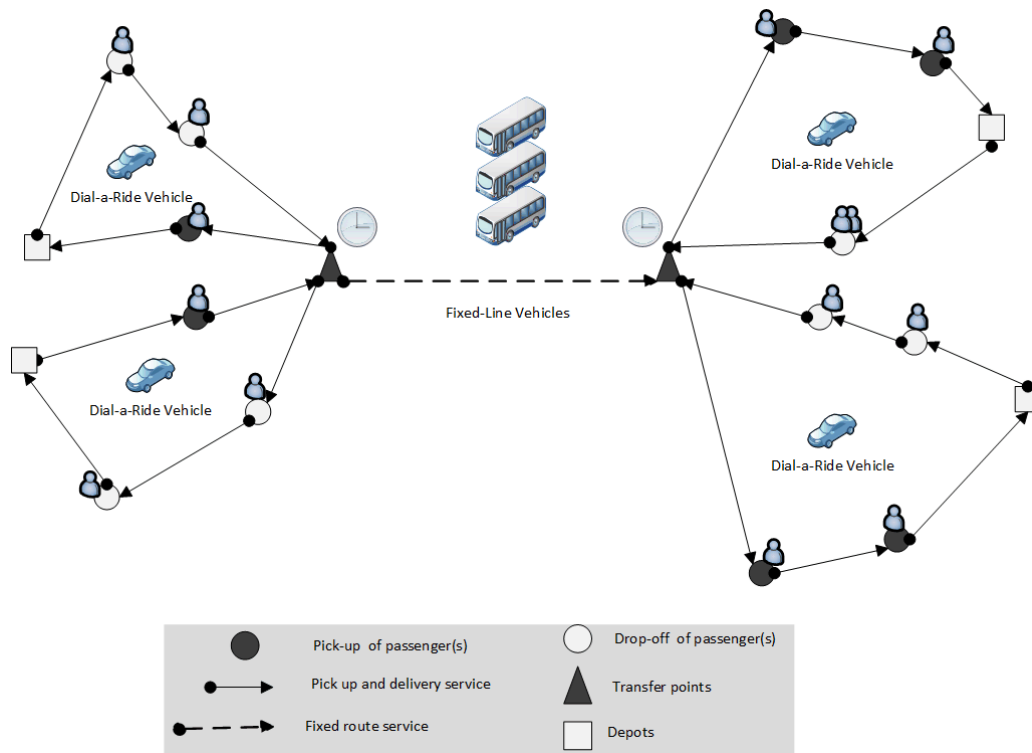 Dial-a-Ride Vehicle
Dial-a-Ride Vehicle
Fixed-Line Vehicles
Dial-a-Ride Vehicle
Dial-a-Ride Vehicle
Pick-up of passenger(s)
Drop-off of passenger(s)
Pick up and delivery service
Transfer points
Fixed route service
Depots